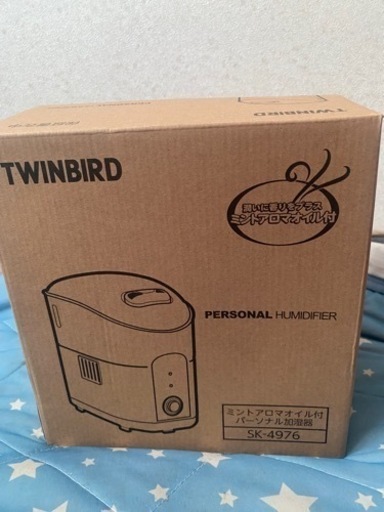 TWINBIRD
TWINBIRD
潤いに香りをプラス
ミントアロマオイル付
PERSONAL HUMIDIFIER
ミントアロマオイル付
パーソナル加湿器
SK-4976